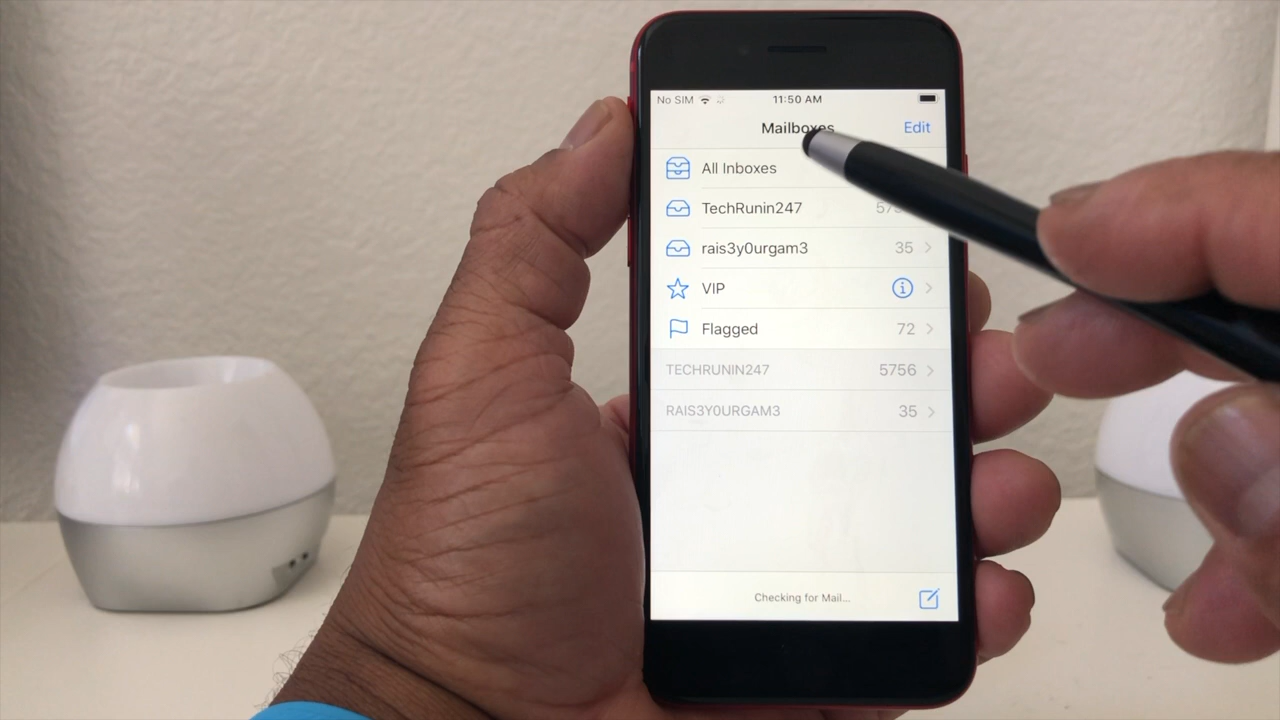 No SIM 11:50 AM
Mailboxes Edit
All Inboxes
TechRunin247
rais3y0urgam3 35
VIP
Flagged 72
TECHRUNIN247 5756
RAIS3Y0URGAM3 35
Checking for Mail...